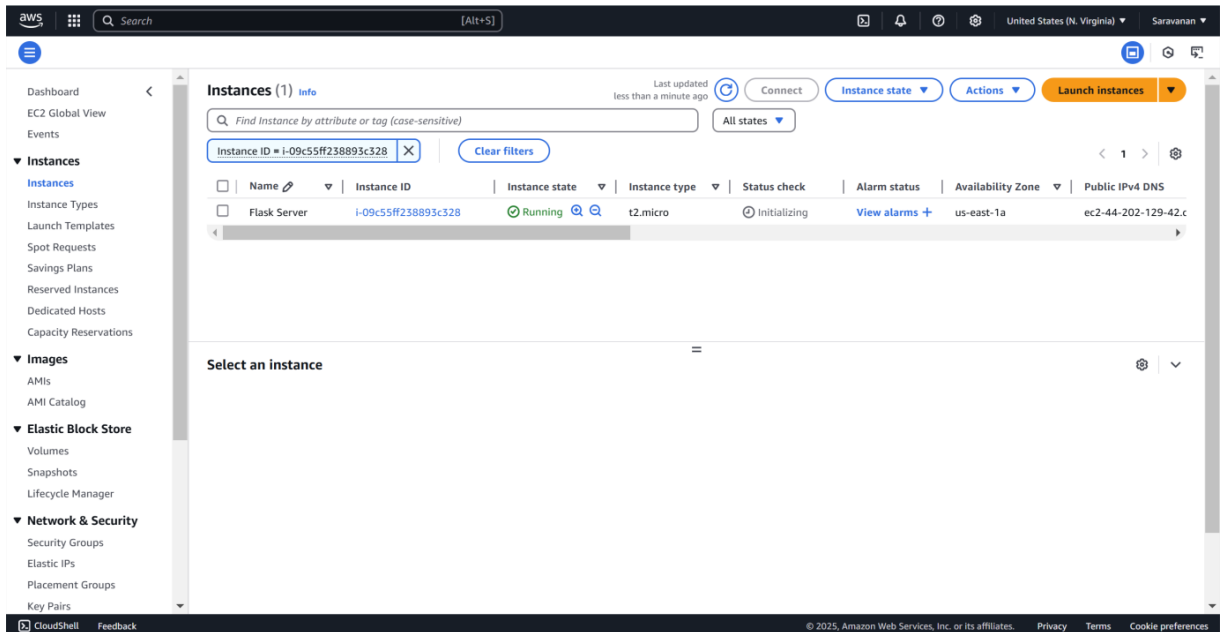 aws Search [Alt+S] United States (N. Virginia) Saravanan
Dashboard
EC2 Global View
Events
Instances
Instances
Instance Types
Launch Templates
Spot Requests
Savings Plans
Reserved Instances
Dedicated Hosts
Capacity Reservations
Images
AMIs
AMI Catalog
Elastic Block Store
Volumes
Snapshots
Lifecycle Manager
Network & Security
Security Groups
Elastic IPs
Placement Groups
Key Pairs
Instances (1) Info
Last updated
less than a minute ago
Connect Instance state Actions Launch instances
Find Instance by attribute or tag (case-sensitive) All states
Instance ID = i-09c55ff238893c328 Clear filters 1
Name Instance ID Instance state Instance type Status check Alarm status Availability Zone Public IPv4 DNS
Flask Server i-09c55ff238893c328 Running t2.micro Initializing View alarms + us-east-1a ec2-44-202-129-42.c
Select an instance
CloudShell Feedback © 2025, Amazon Web Services, Inc. or its affiliates. Privacy Terms Cookie preferences